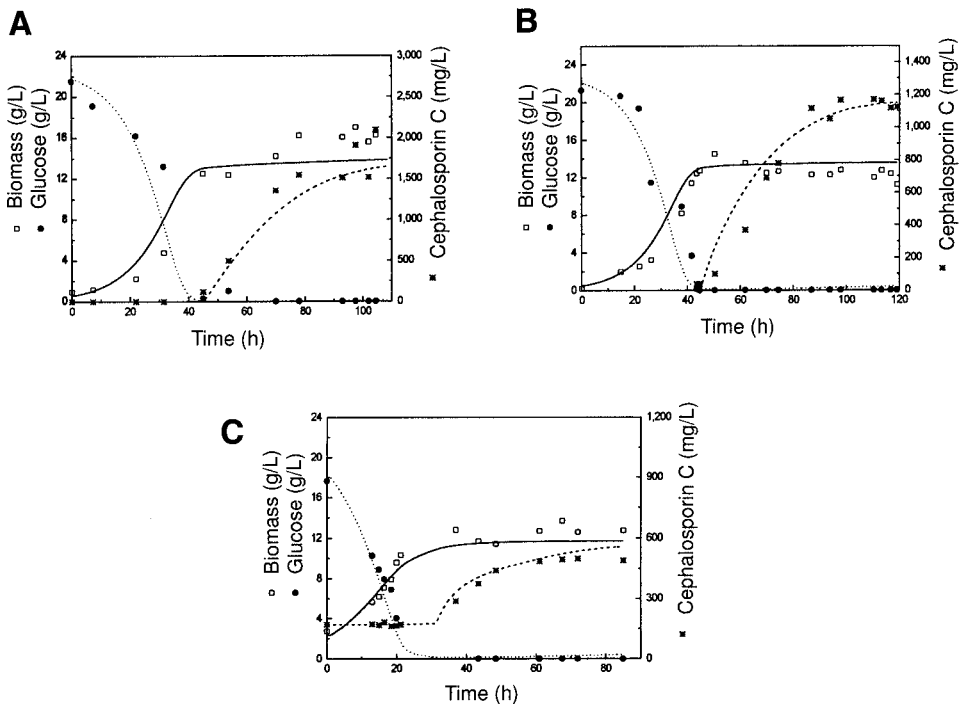 A
Biomass (g/L)
Glucose (g/L)
24
20
16
12
8
4
0
0 20 40 60 80 100
Time (h)
3,000
2,500
2,000
1,500
1,000
500
0
Cephalosporin C (mg/L)
B
Biomass (g/L)
Glucose (g/L)
24
20
16
12
8
4
0
0 20 40 60 80 100 120
Time (h)
1,400
1,200
1,000
800
600
400
200
0
Cephalosporin C (mg/L)
C
Biomass (g/L)
Glucose (g/L)
24
20
16
12
8
4
0
0 20 40 60 80
Time (h)
1,200
900
600
300
0
Cephalosporin C (mg/L)